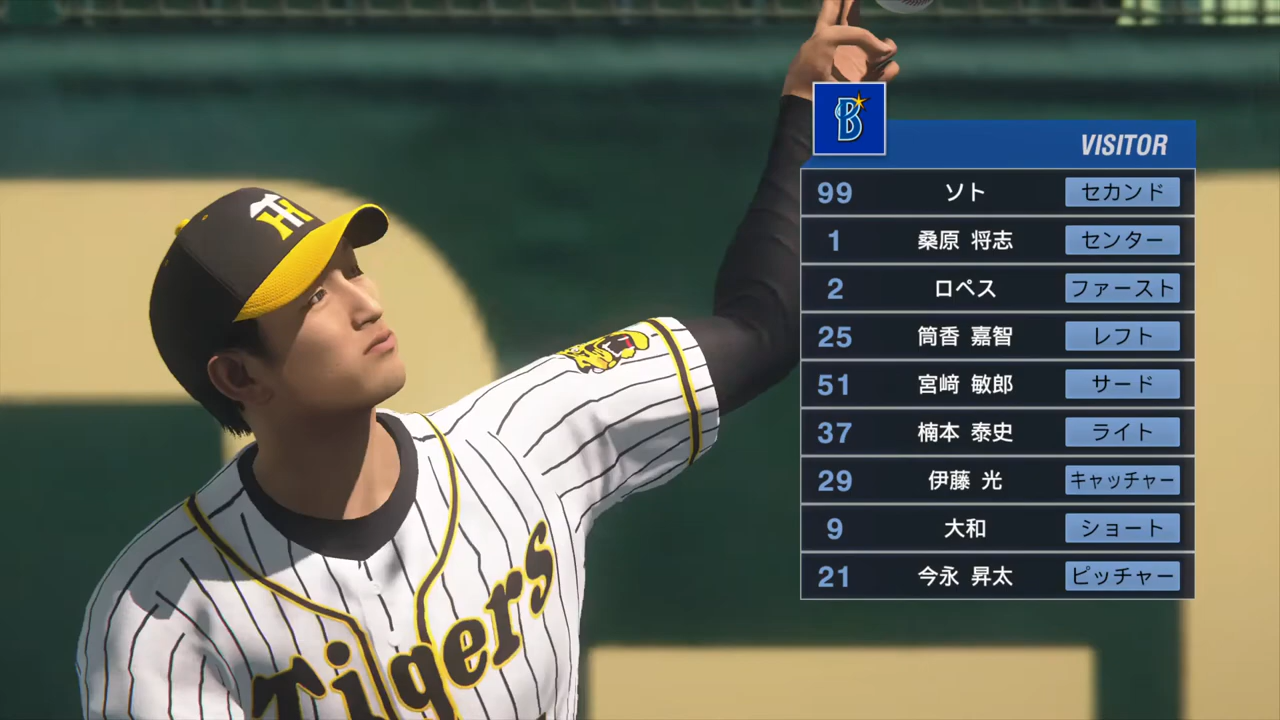 HT
Tigers
B
VISITOR
99 ソト セカンド
1 桑原 将志 センター
2 ロペス ファースト
25 筒香 嘉智 レフト
51 宮﨑 敏郎 サード
37 楠本 泰史 ライト
29 伊藤 光 キャッチャー
9 大和 ショート
21 今永 昇太 ピッチャー